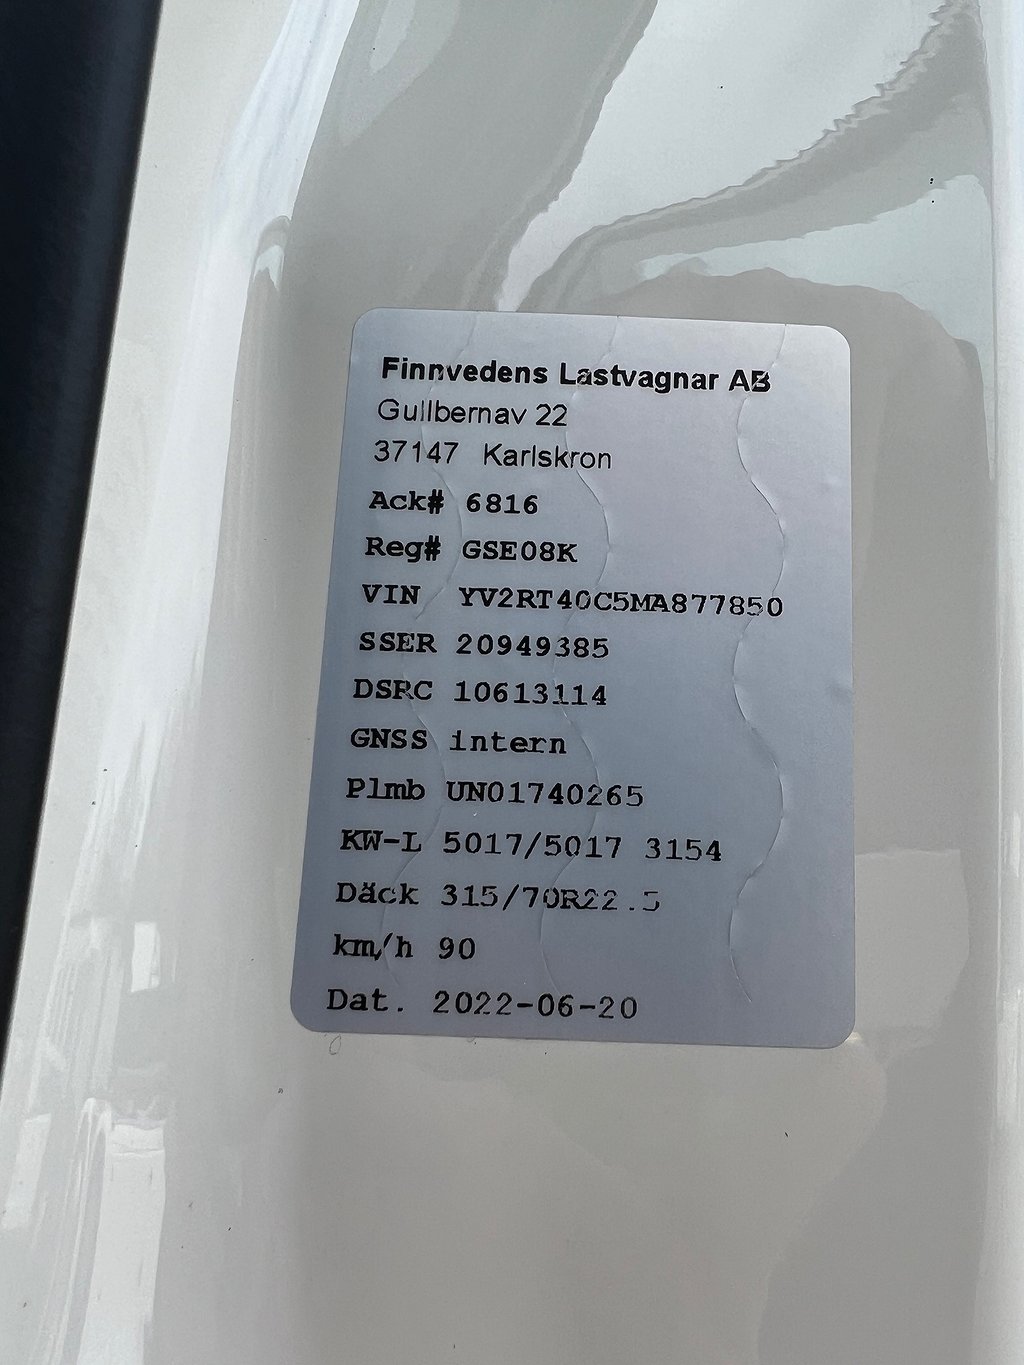 Finnvedens Lastvagnar AB
Gullbernav 22
37147 Karlskron
Ack# 6816
Reg# GSE08K
VIN YV2RT40C5MA877850
SSER 20949385
DSRC 10613114
GNSS intern
Plmb UN01740265
KW-L 5017/5017 3154
Däck 315/70R22.5
km/h 90
Dat. 2022-06-20